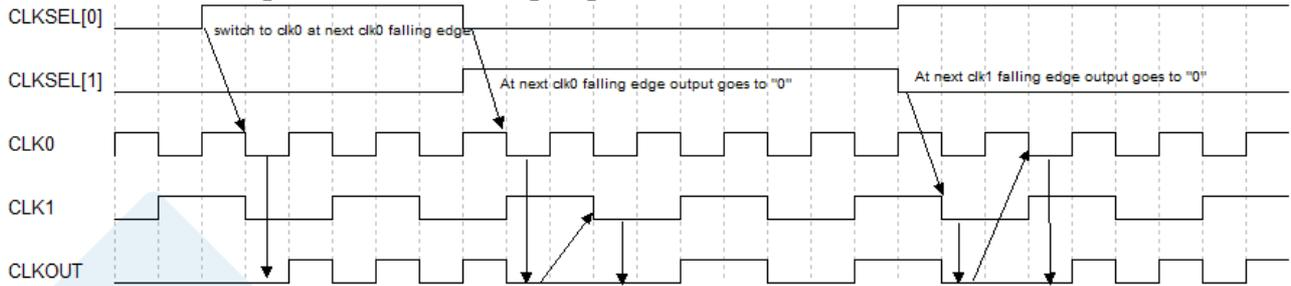 CLKSEL[0]
switch to clk0 at next clk0 falling edge
CLKSEL[1]
At next clk0 falling edge output goes to "0"
At next clk1 falling edge output goes to "0"
CLK0
CLK1
CLKOUT